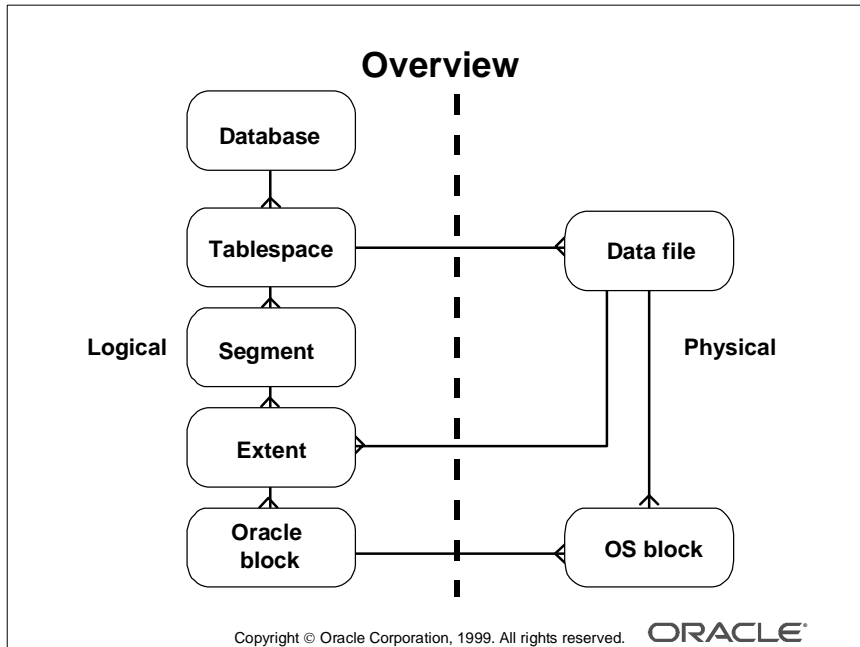 Overview
Database
Tablespace
Data file
Logical
Segment
Physical
Extent
Oracle
block
OS block
Copyright © Oracle Corporation, 1999. All rights reserved.
ORACLE®